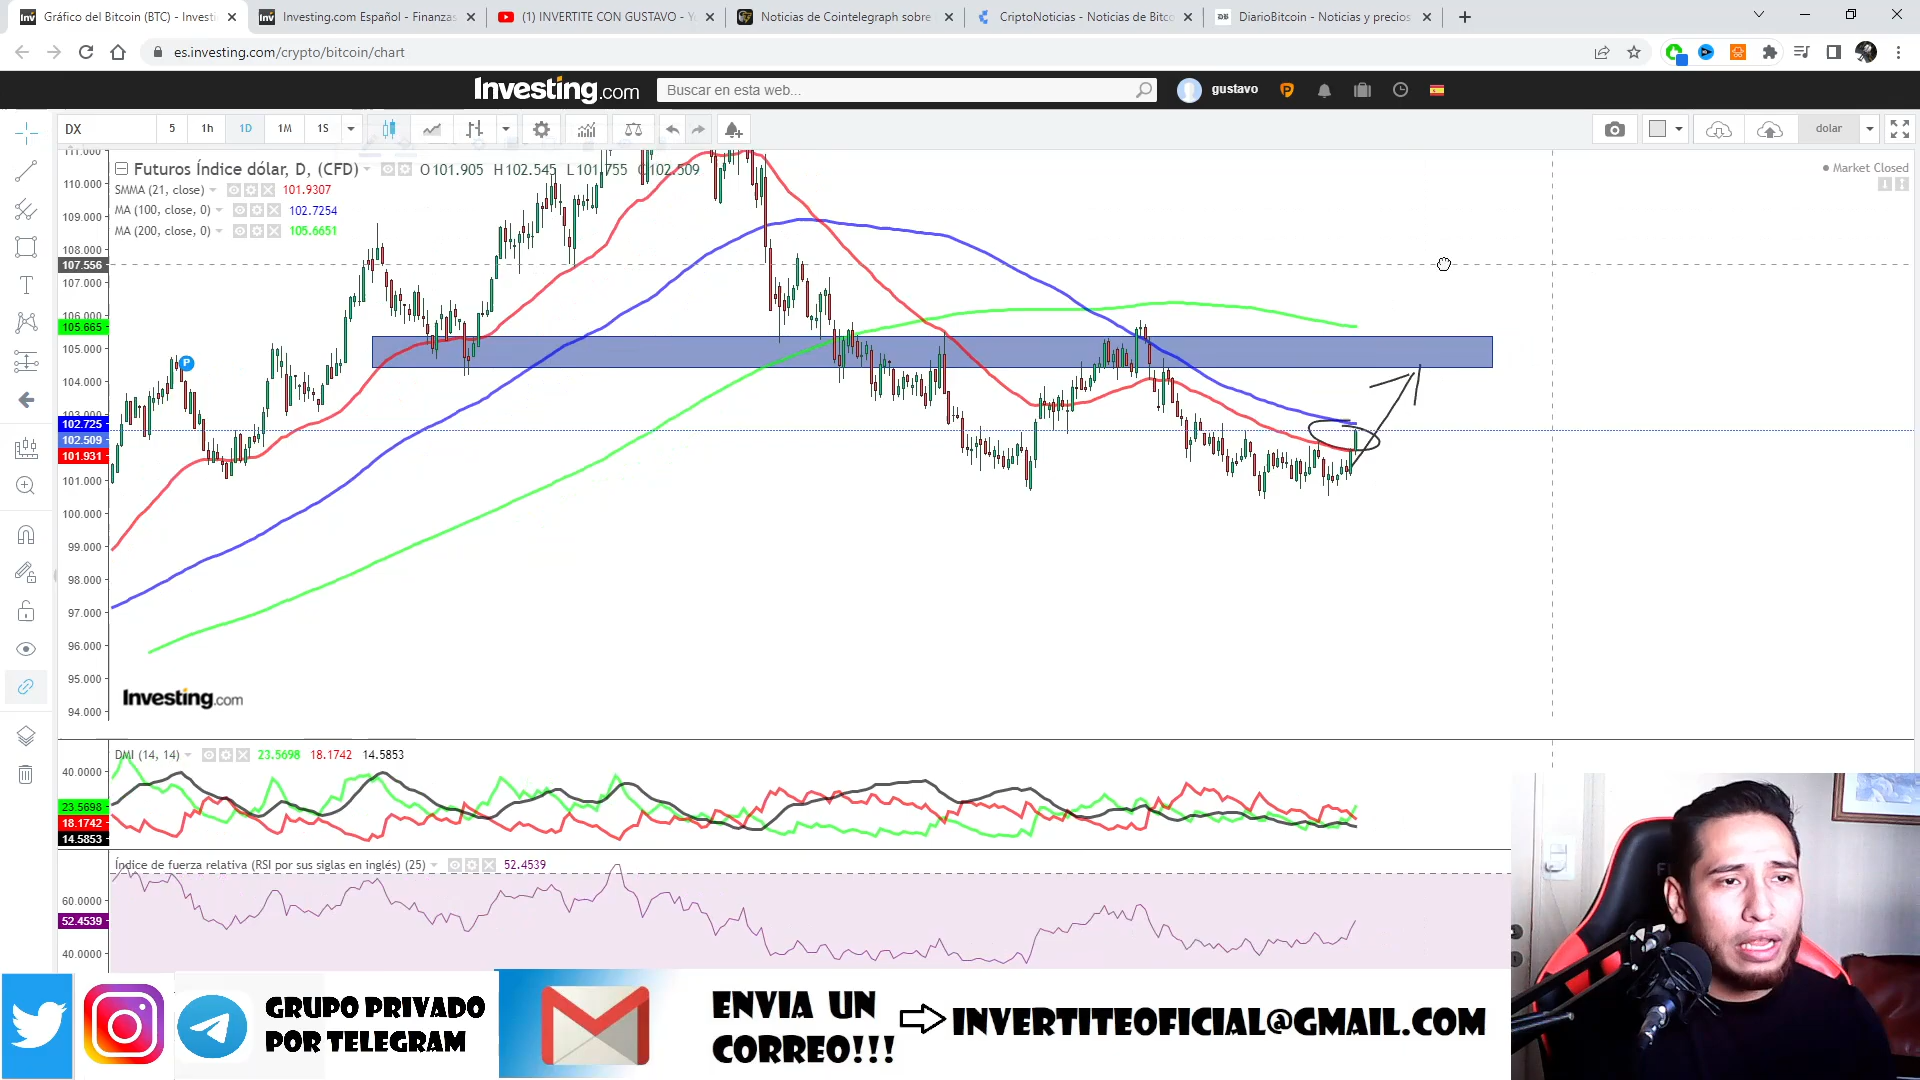 Gráfico del Bitcoin (BTC) - Investi
Investing.com Español - Finanzas
(1) INVERTITE CON GUSTAVO - Yo
Noticias de Cointelegraph sobre
CriptoNoticias - Noticias de Bitco
DiarioBitcoin - Noticias y precios
es.investing.com/crypto/bitcoin/chart
Investing.com
Buscar en esta web...
gustavo
DX
5
1h
1D
1M
1S
dolar
Futuros Índice dólar, D, (CFD)
O101.905 H102.545 L101.755 C102.509
Market Closed
SMMA (21, close)
101.9307
MA (100, close, 0)
102.7254
MA (200, close, 0)
105.6651
111.000
110.000
109.000
108.000
107.556
107.000
106.000
105.665
105.000
104.000
103.000
102.725
102.509
101.931
101.000
100.000
99.000
98.000
97.000
96.000
95.000
94.000
P
Investing.com
DMI (14, 14)
23.5698 18.1742 14.5853
40.0000
23.5698
18.1742
14.5853
Índice de fuerza relativa (RSI por sus siglas en inglés) (25)
52.4539
60.0000
52.4539
40.0000
GRUPO PRIVADO
POR TELEGRAM
ENVIA UN
CORREO!!!
INVERTITEOFICIAL@GMAIL.COM